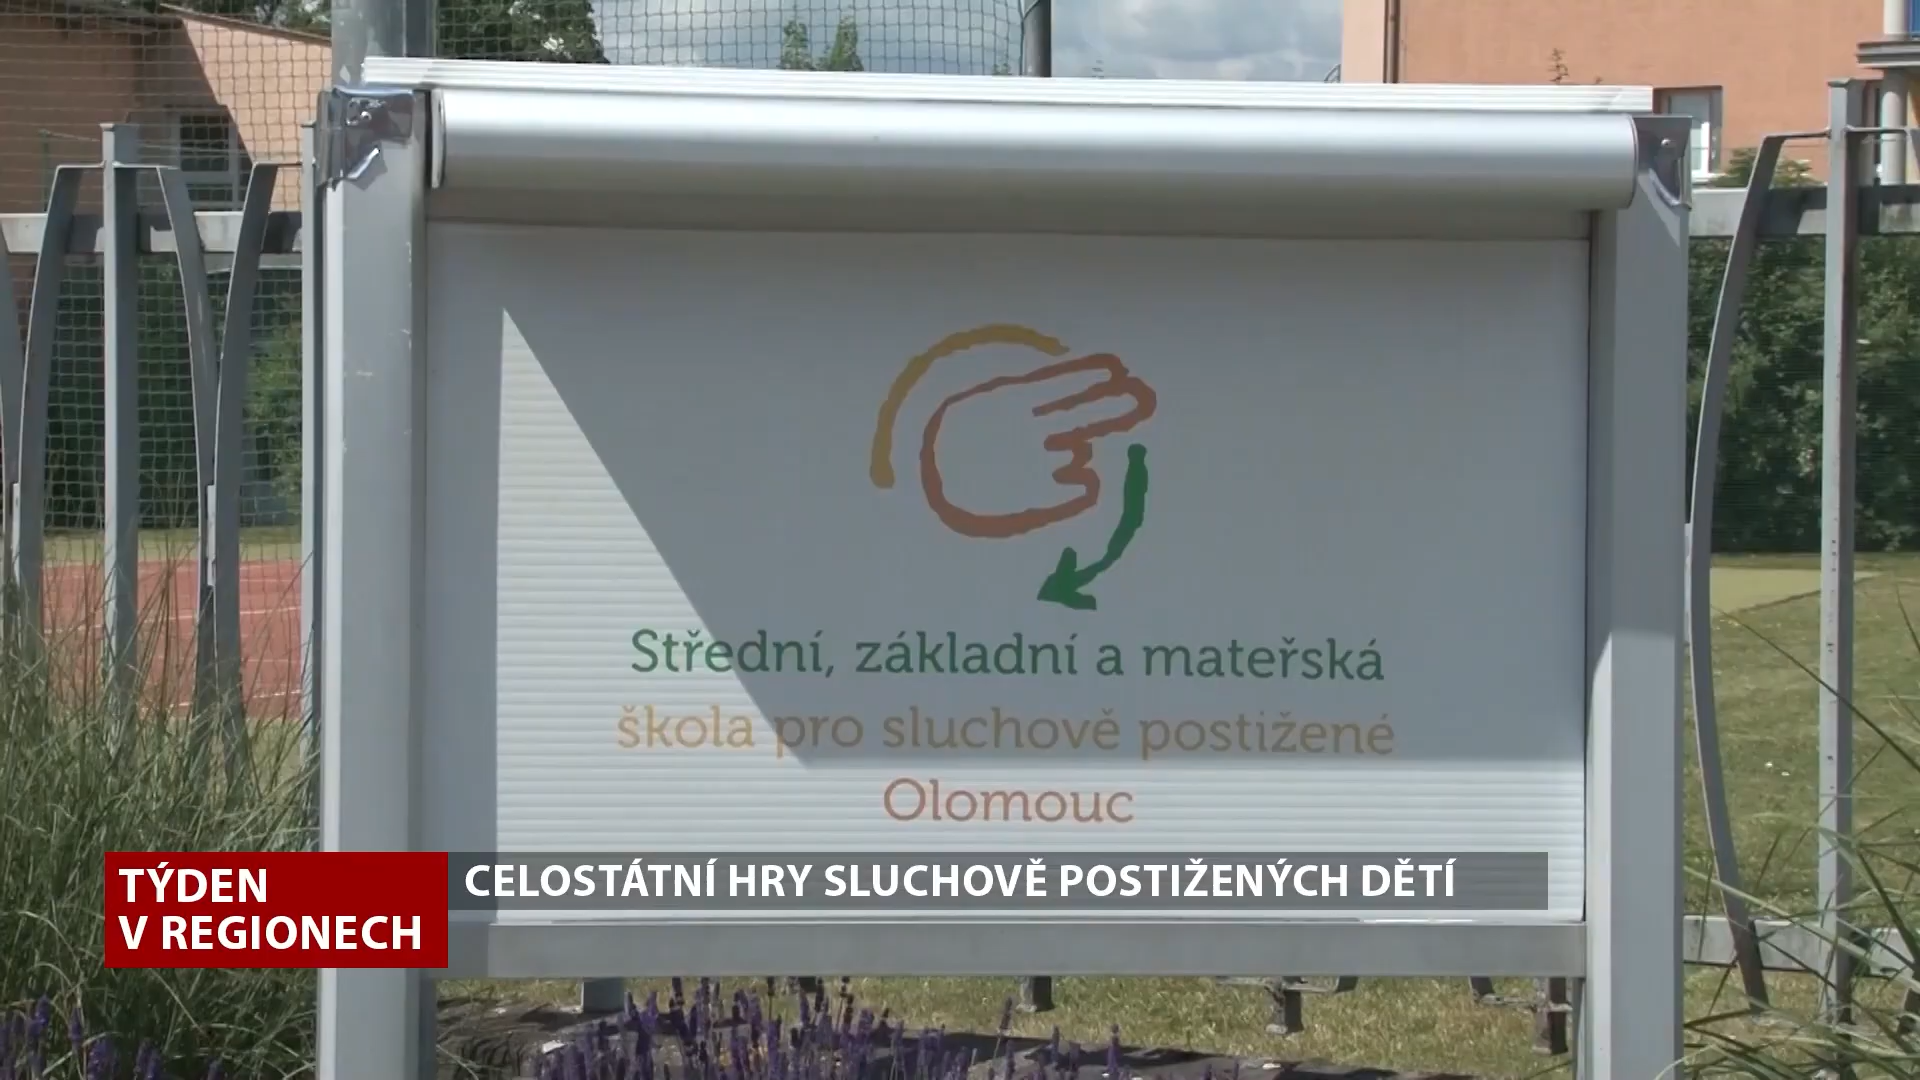 Střední, základní a mateřská
škola pro sluchově postižené
Olomouc
TÝDEN
V REGIONECH
CELOSTÁTNÍ HRY SLUCHOVĚ POSTIŽENÝCH DĚTÍ